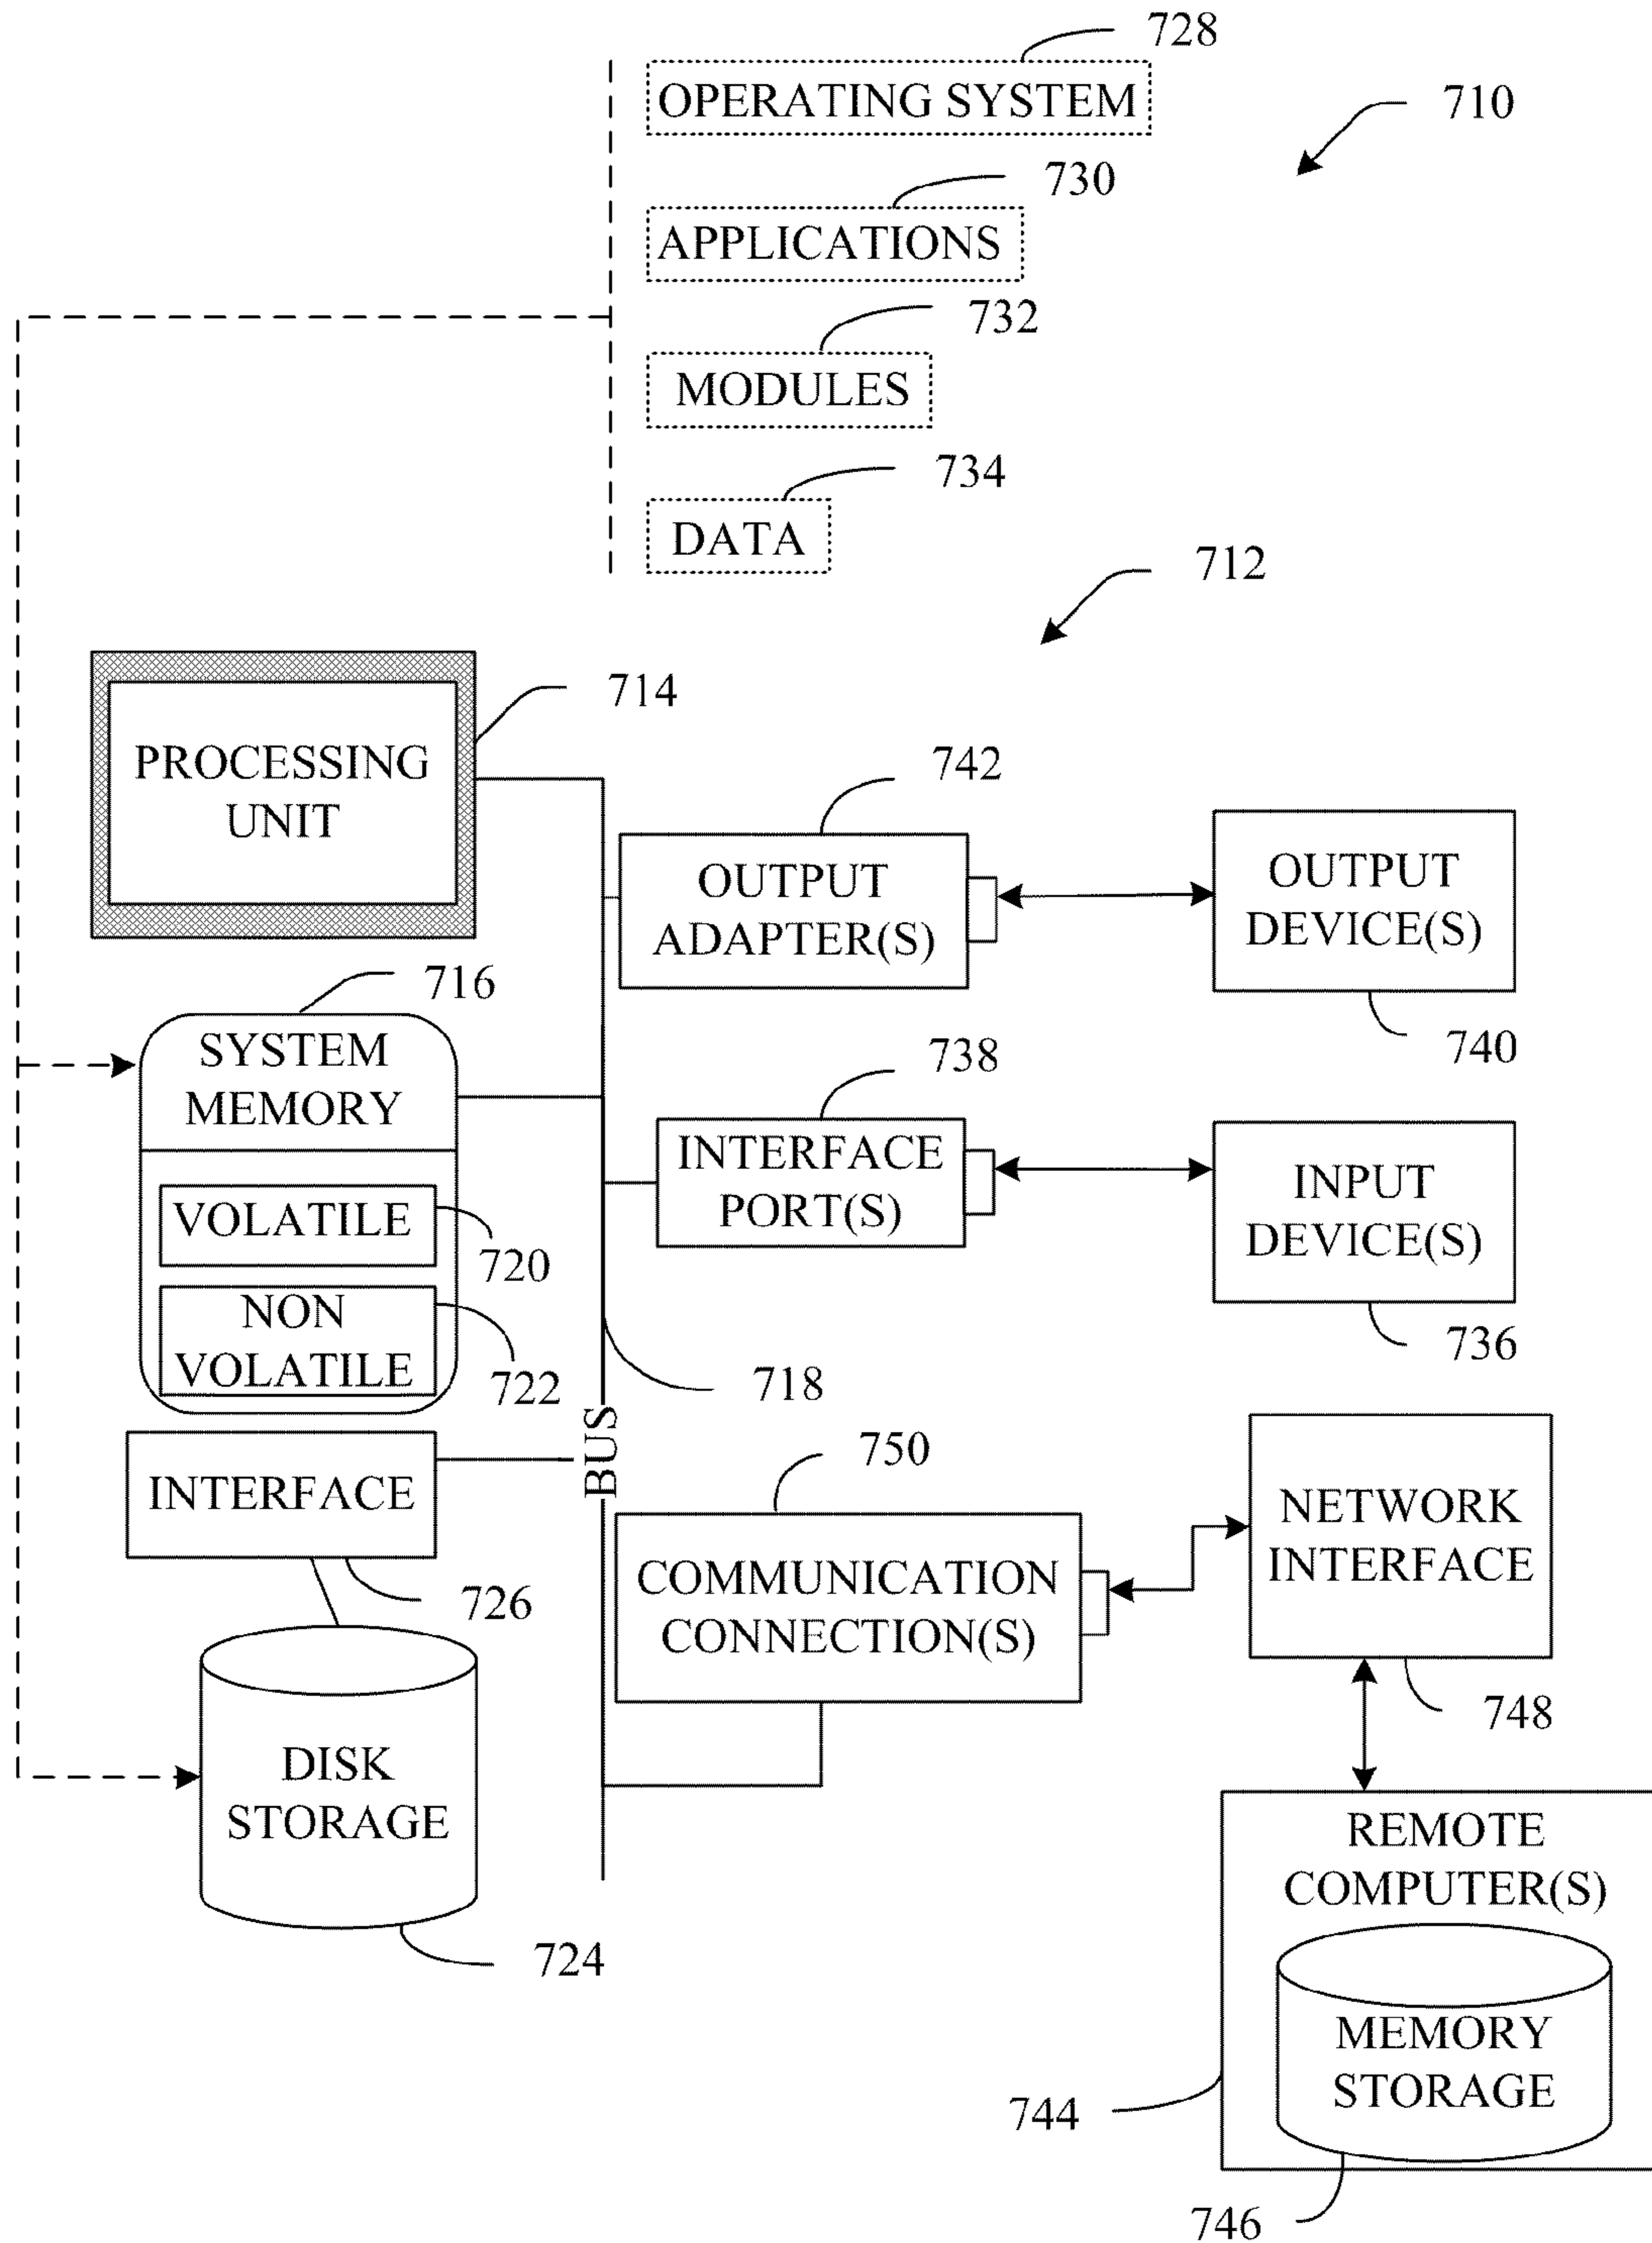 728
OPERATING SYSTEM
710
730
APPLICATIONS
732
MODULES
734
DATA
712
714
PROCESSING
UNIT
742
OUTPUT
ADAPTER(S)
OUTPUT
DEVICE(S)
740
716
SYSTEM
MEMORY
738
INTERFACE
PORT(S)
INPUT
DEVICE(S)
736
VOLATILE
720
NON
VOLATILE
722
718
BUS
INTERFACE
726
750
COMMUNICATION
CONNECTION(S)
NETWORK
INTERFACE
748
DISK
STORAGE
724
REMOTE
COMPUTER(S)
MEMORY
STORAGE
744
746